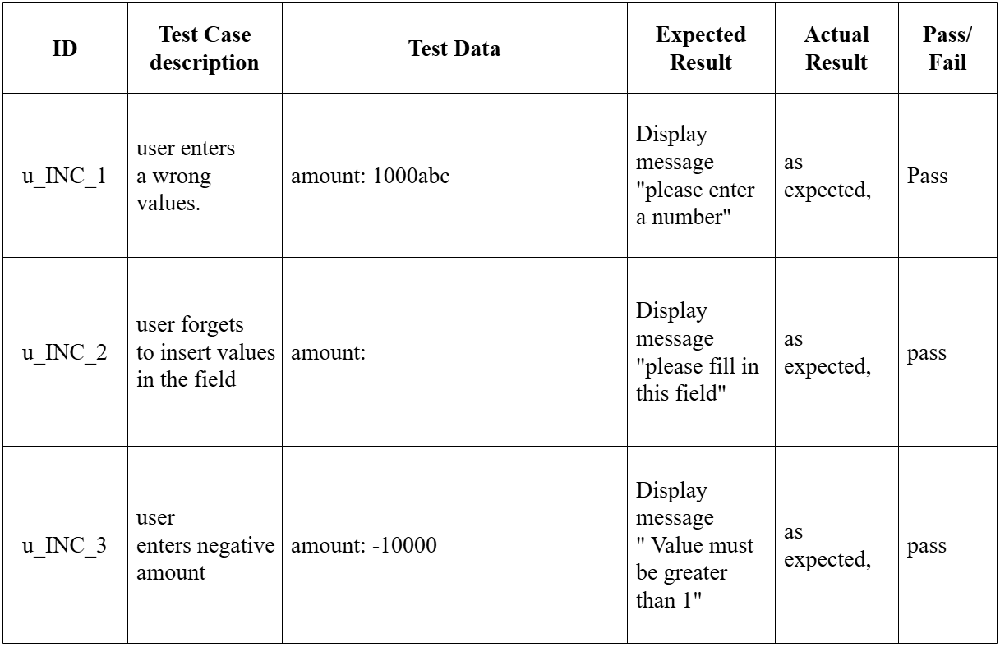 ID
Test Case
description
Test Data
Expected
Result
Actual
Result
Pass/
Fail
u_INC_1
user enters
a wrong
values.
amount: 1000abc
Display
message
"please enter
a number"
as
expected,
Pass
u_INC_2
user forgets
to insert values
in the field
amount:
Display
message
"please fill in
this field"
as
expected,
pass
u_INC_3
user
enters negative
amount
amount: -10000
Display
message
" Value must
be greater
than 1"
as
expected,
pass